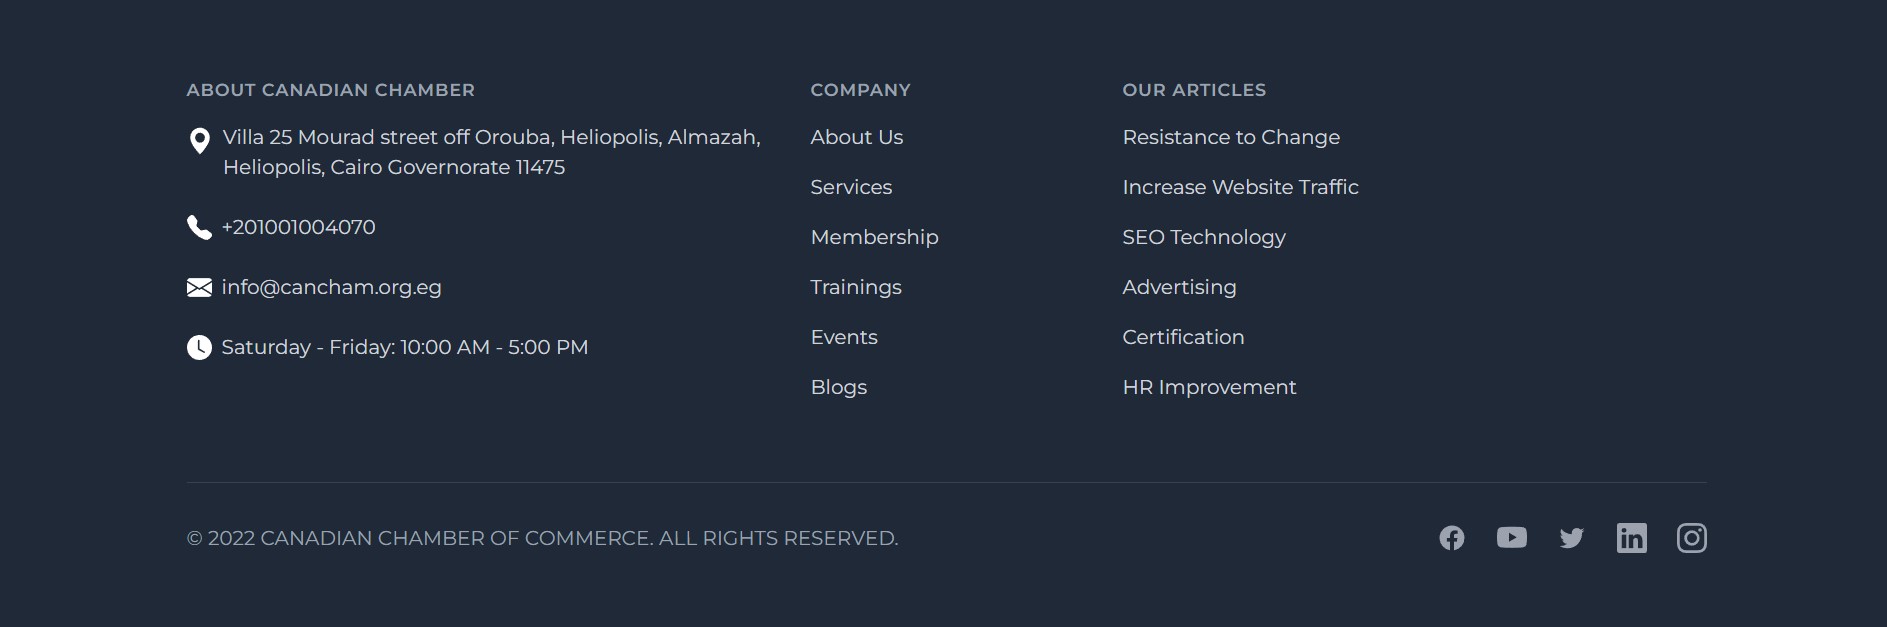 ABOUT CANADIAN CHAMBER
Villa 25 Mourad street off Orouba, Heliopolis, Almazah,
Heliopolis, Cairo Governorate 11475
+201001004070
info@cancham.org.eg
Saturday - Friday: 10:00 AM - 5:00 PM
COMPANY
About Us
Services
Membership
Trainings
Events
Blogs
OUR ARTICLES
Resistance to Change
Increase Website Traffic
SEO Technology
Advertising
Certification
HR Improvement
© 2022 CANADIAN CHAMBER OF COMMERCE. ALL RIGHTS RESERVED.